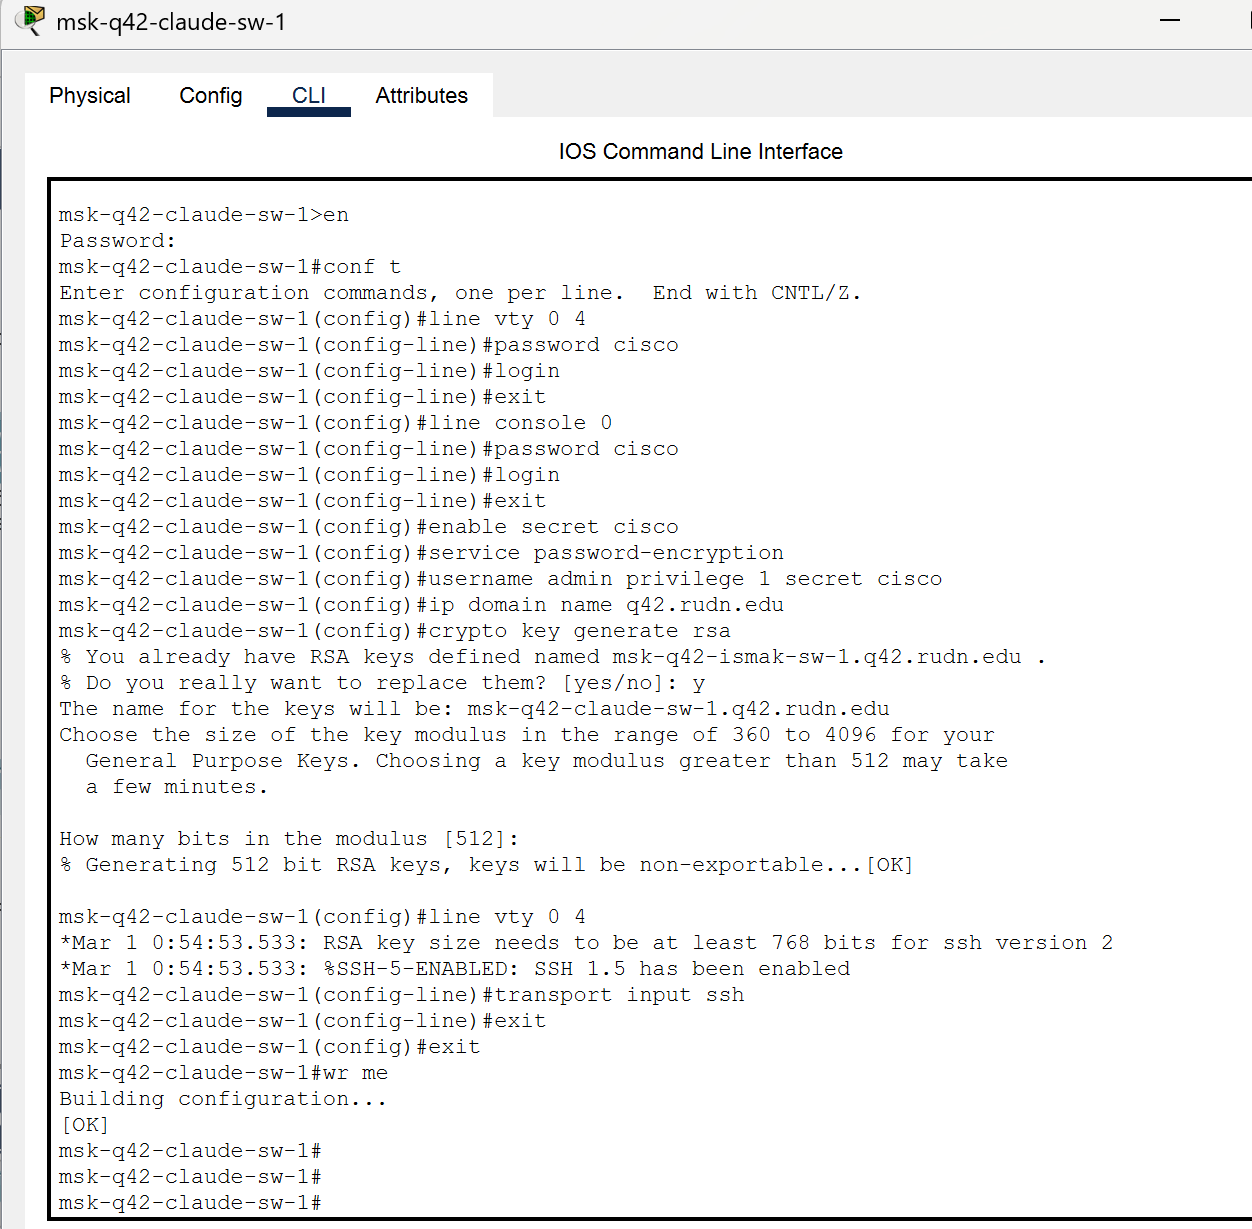 msk-q42-claude-sw-1
Physical Config CLI Attributes
IOS Command Line Interface
msk-q42-claude-sw-1>en
Password:
msk-q42-claude-sw-1#conf t
Enter configuration commands, one per line.  End with CNTL/Z.
msk-q42-claude-sw-1(config)#line vty 0 4
msk-q42-claude-sw-1(config-line)#password cisco
msk-q42-claude-sw-1(config-line)#login
msk-q42-claude-sw-1(config-line)#exit
msk-q42-claude-sw-1(config)#line console 0
msk-q42-claude-sw-1(config-line)#password cisco
msk-q42-claude-sw-1(config-line)#login
msk-q42-claude-sw-1(config-line)#exit
msk-q42-claude-sw-1(config)#enable secret cisco
msk-q42-claude-sw-1(config)#service password-encryption
msk-q42-claude-sw-1(config)#username admin privilege 1 secret cisco
msk-q42-claude-sw-1(config)#ip domain name q42.rudn.edu
msk-q42-claude-sw-1(config)#crypto key generate rsa
% You already have RSA keys defined named msk-q42-ismak-sw-1.q42.rudn.edu .
% Do you really want to replace them? [yes/no]: y
The name for the keys will be: msk-q42-claude-sw-1.q42.rudn.edu
Choose the size of the key modulus in the range of 360 to 4096 for your
  General Purpose Keys. Choosing a key modulus greater than 512 may take
  a few minutes.

How many bits in the modulus [512]:
% Generating 512 bit RSA keys, keys will be non-exportable...[OK]

msk-q42-claude-sw-1(config)#line vty 0 4
*Mar 1 0:54:53.533: RSA key size needs to be at least 768 bits for ssh version 2
*Mar 1 0:54:53.533: %SSH-5-ENABLED: SSH 1.5 has been enabled
msk-q42-claude-sw-1(config-line)#transport input ssh
msk-q42-claude-sw-1(config-line)#exit
msk-q42-claude-sw-1(config)#exit
msk-q42-claude-sw-1#wr me
Building configuration...
[OK]
msk-q42-claude-sw-1#
msk-q42-claude-sw-1#
msk-q42-claude-sw-1#